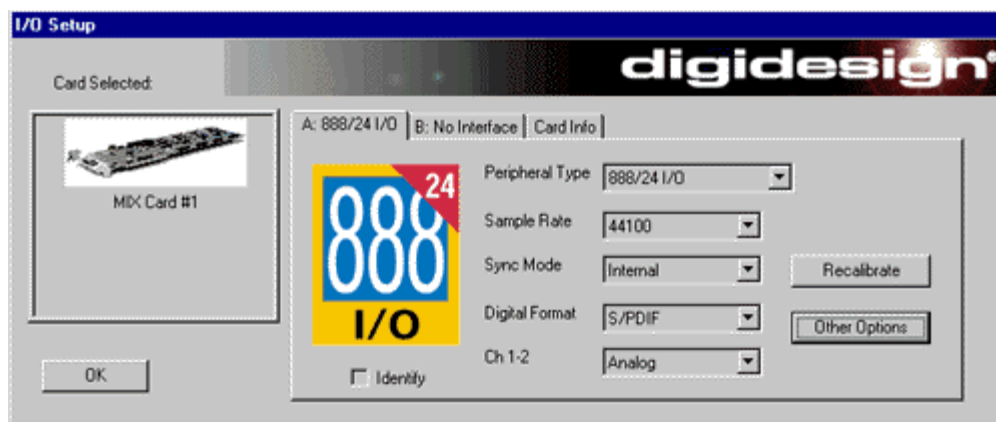 I/O Setup
digidesign®
Card Selected:
MIX Card #1
OK
A: 888/24 I/O
B: No Interface
Card Info
24
888
I/O
Identify
Peripheral Type 888/24 I/O
Sample Rate 44100
Sync Mode Internal
Digital Format S/PDIF
Ch 1-2 Analog
Recalibrate
Other Options